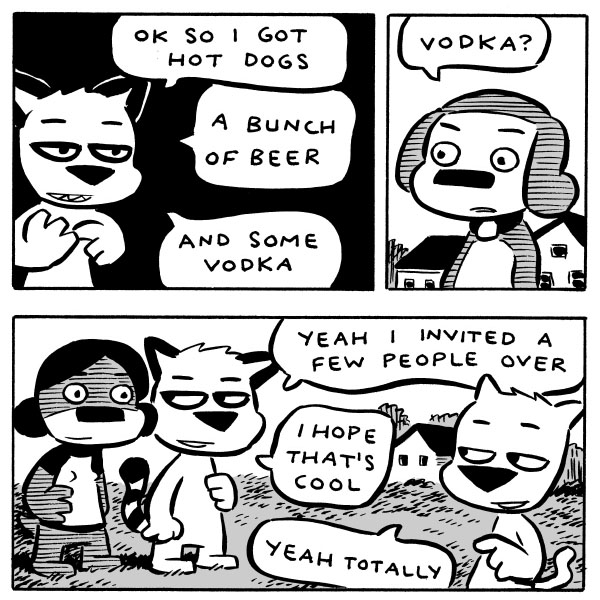 OK SO I GOT
HOT DOGS
A BUNCH
OF BEER
AND SOME
VODKA
VODKA?
YEAH I INVITED A
FEW PEOPLE OVER
I HOPE
THAT'S
COOL
YEAH TOTALLY